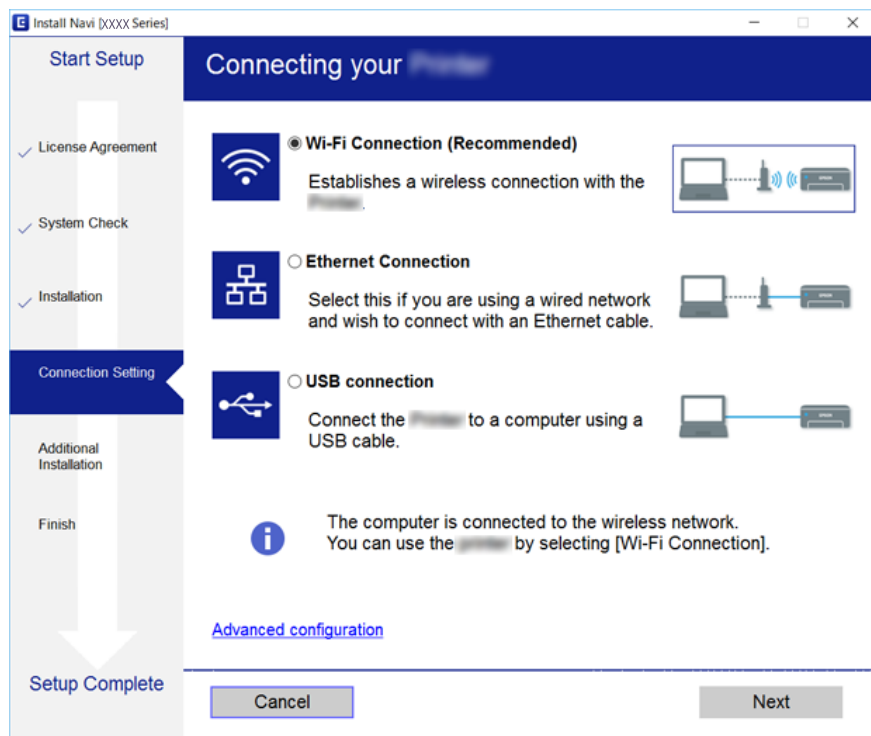 Install Navi [XXXX Series]
Start Setup
License Agreement
System Check
Installation
Connection Setting
Additional
Installation
Finish
Setup Complete
Connecting your
Wi-Fi Connection (Recommended)
Establishes a wireless connection with the
Ethernet Connection
Select this if you are using a wired network
and wish to connect with an Ethernet cable.
USB connection
Connect the to a computer using a
USB cable.
The computer is connected to the wireless network.
You can use the by selecting [Wi-Fi Connection].
Advanced configuration
Cancel
Next